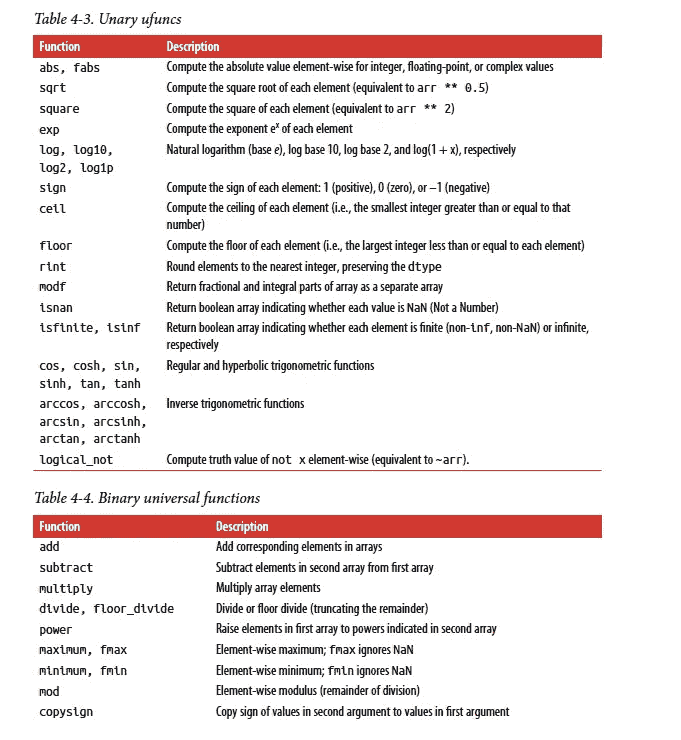 Table 4-3. Unary ufuncs
Function Description
abs, fabs Compute the absolute value element-wise for integer, floating-point, or complex values
sqrt Compute the square root of each element (equivalent to arr ** 0.5)
square Compute the square of each element (equivalent to arr ** 2)
exp Compute the exponent eˣ of each element
log, log10, Natural logarithm (base e), log base 10, log base 2, and log(1 + x), respectively
log2, log1p
sign Compute the sign of each element: 1 (positive), 0 (zero), or –1 (negative)
ceil Compute the ceiling of each element (i.e., the smallest integer greater than or equal to that
number)
floor Compute the floor of each element (i.e., the largest integer less than or equal to each element)
rint Round elements to the nearest integer, preserving the dtype
modf Return fractional and integral parts of array as a separate array
isnan Return boolean array indicating whether each value is NaN (Not a Number)
isfinite, isinf Return boolean array indicating whether each element is finite (non-inf, non-NaN) or infinite,
respectively
cos, cosh, sin, Regular and hyperbolic trigonometric functions
sinh, tan, tanh
arccos, arccosh, Inverse trigonometric functions
arcsin, arcsinh,
arctan, arctanh
logical_not Compute truth value of not x element-wise (equivalent to ~arr).
Table 4-4. Binary universal functions
Function Description
add Add corresponding elements in arrays
subtract Subtract elements in second array from first array
multiply Multiply array elements
divide, floor_divide Divide or floor divide (truncating the remainder)
power Raise elements in first array to powers indicated in second array
maximum, fmax Element-wise maximum; fmax ignores NaN
minimum, fmin Element-wise minimum; fmin ignores NaN
mod Element-wise modulus (remainder of division)
copysign Copy sign of values in second argument to values in first argument